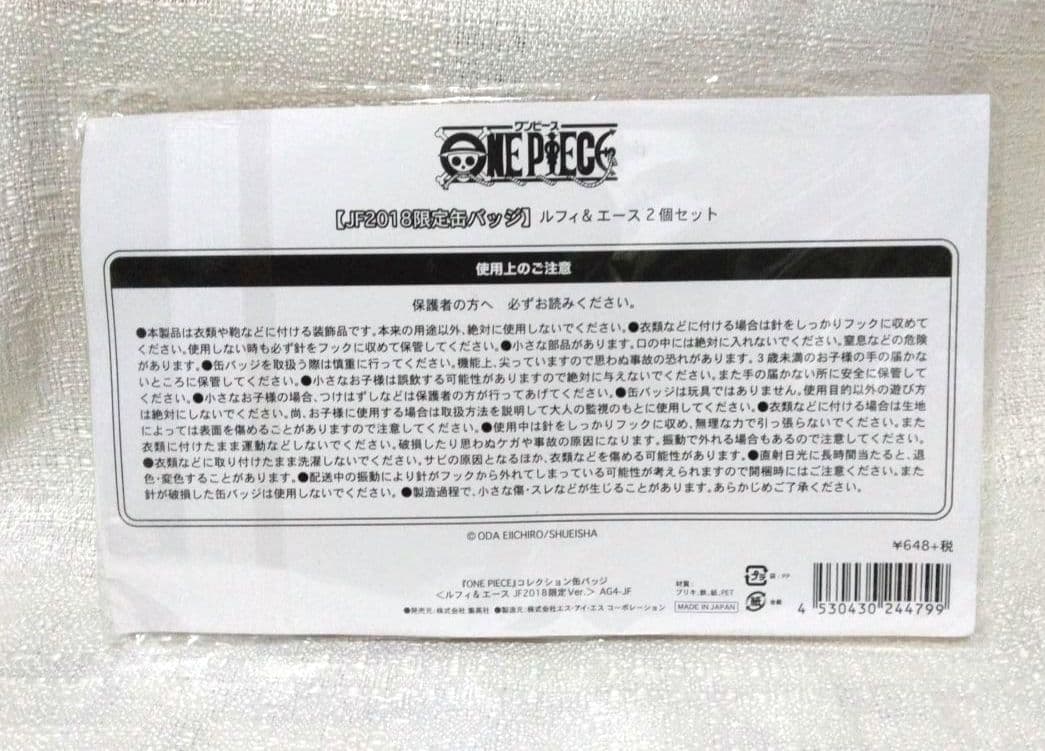 ワンピース
ONE PIECE
【JF2018限定缶バッジ】ルフィ&エース2個セット
使用上のご注意
保護者の方へ 必ずお読みください。
●本製品は衣類や鞄などに付ける装飾品です。本来の用途以外、絶対に使用しないでください。●衣類などに付ける場合は針をしっかりフックに収めて
ください。使用しない時も必ず針をフックに収めて保管してください。●小さな部品があります。口の中には絶対に入れないでください。窒息などの危険
があります。●缶バッジを取扱う際は慎重に行ってください。機能上、尖っていますので思わぬ事故の恐れがあります。3歳未満のお子様の手の届かな
いところに保管してください。●小さなお子様は誤飲する可能性がありますので絶対に与えないでください。また手の届かない所に安全に保管して
ください。●小さなお子様の場合、つけはずしなどは保護者の方が行ってあげてください。●缶バッジは玩具ではありません。使用目的以外の遊び方
は絶対にしないでください。尚、お子様に使用する場合は取扱方法を説明して大人の監視のもとに使用してください。●衣類などに付ける場合は生地
によっては表面を傷めることがありますので注意してください。●使用中は針をしっかりフックに収め、無理な力で引っ張らないでください。また
衣類に付けたまま運動などしないでください。破損したり思わぬケガや事故の原因になります。振動で外れる場合もあるので注意してください。
●衣類などに取り付けたまま洗濯しないでください。サビの原因となるほか、衣類などを傷める可能性があります。●直射日光に長時間当たると、退
色・変色することがあります。●配送中の振動により針がフックから外れてしまっている可能性が考えられますので開梱時にはご注意ください。また
針が破損した缶バッジは使用しないでください。●製造過程で、小さな傷・スレなどが生じることがあります。あらかじめご了承ください。
© ODA EIICHIRO/SHUEISHA
¥648+税
『ONE PIECE』コレクション缶バッジ
<ルフィ&エース JF2018限定Ver.> AG4-JF
●発売元:株式会社 集英社 ●製造元:株式会社エス・アイ・エス コーポレーション
材質:
ブリキ、鉄、紙、PET
MADE IN JAPAN
プラ 袋:PP
紙 台紙
4 530430 244799